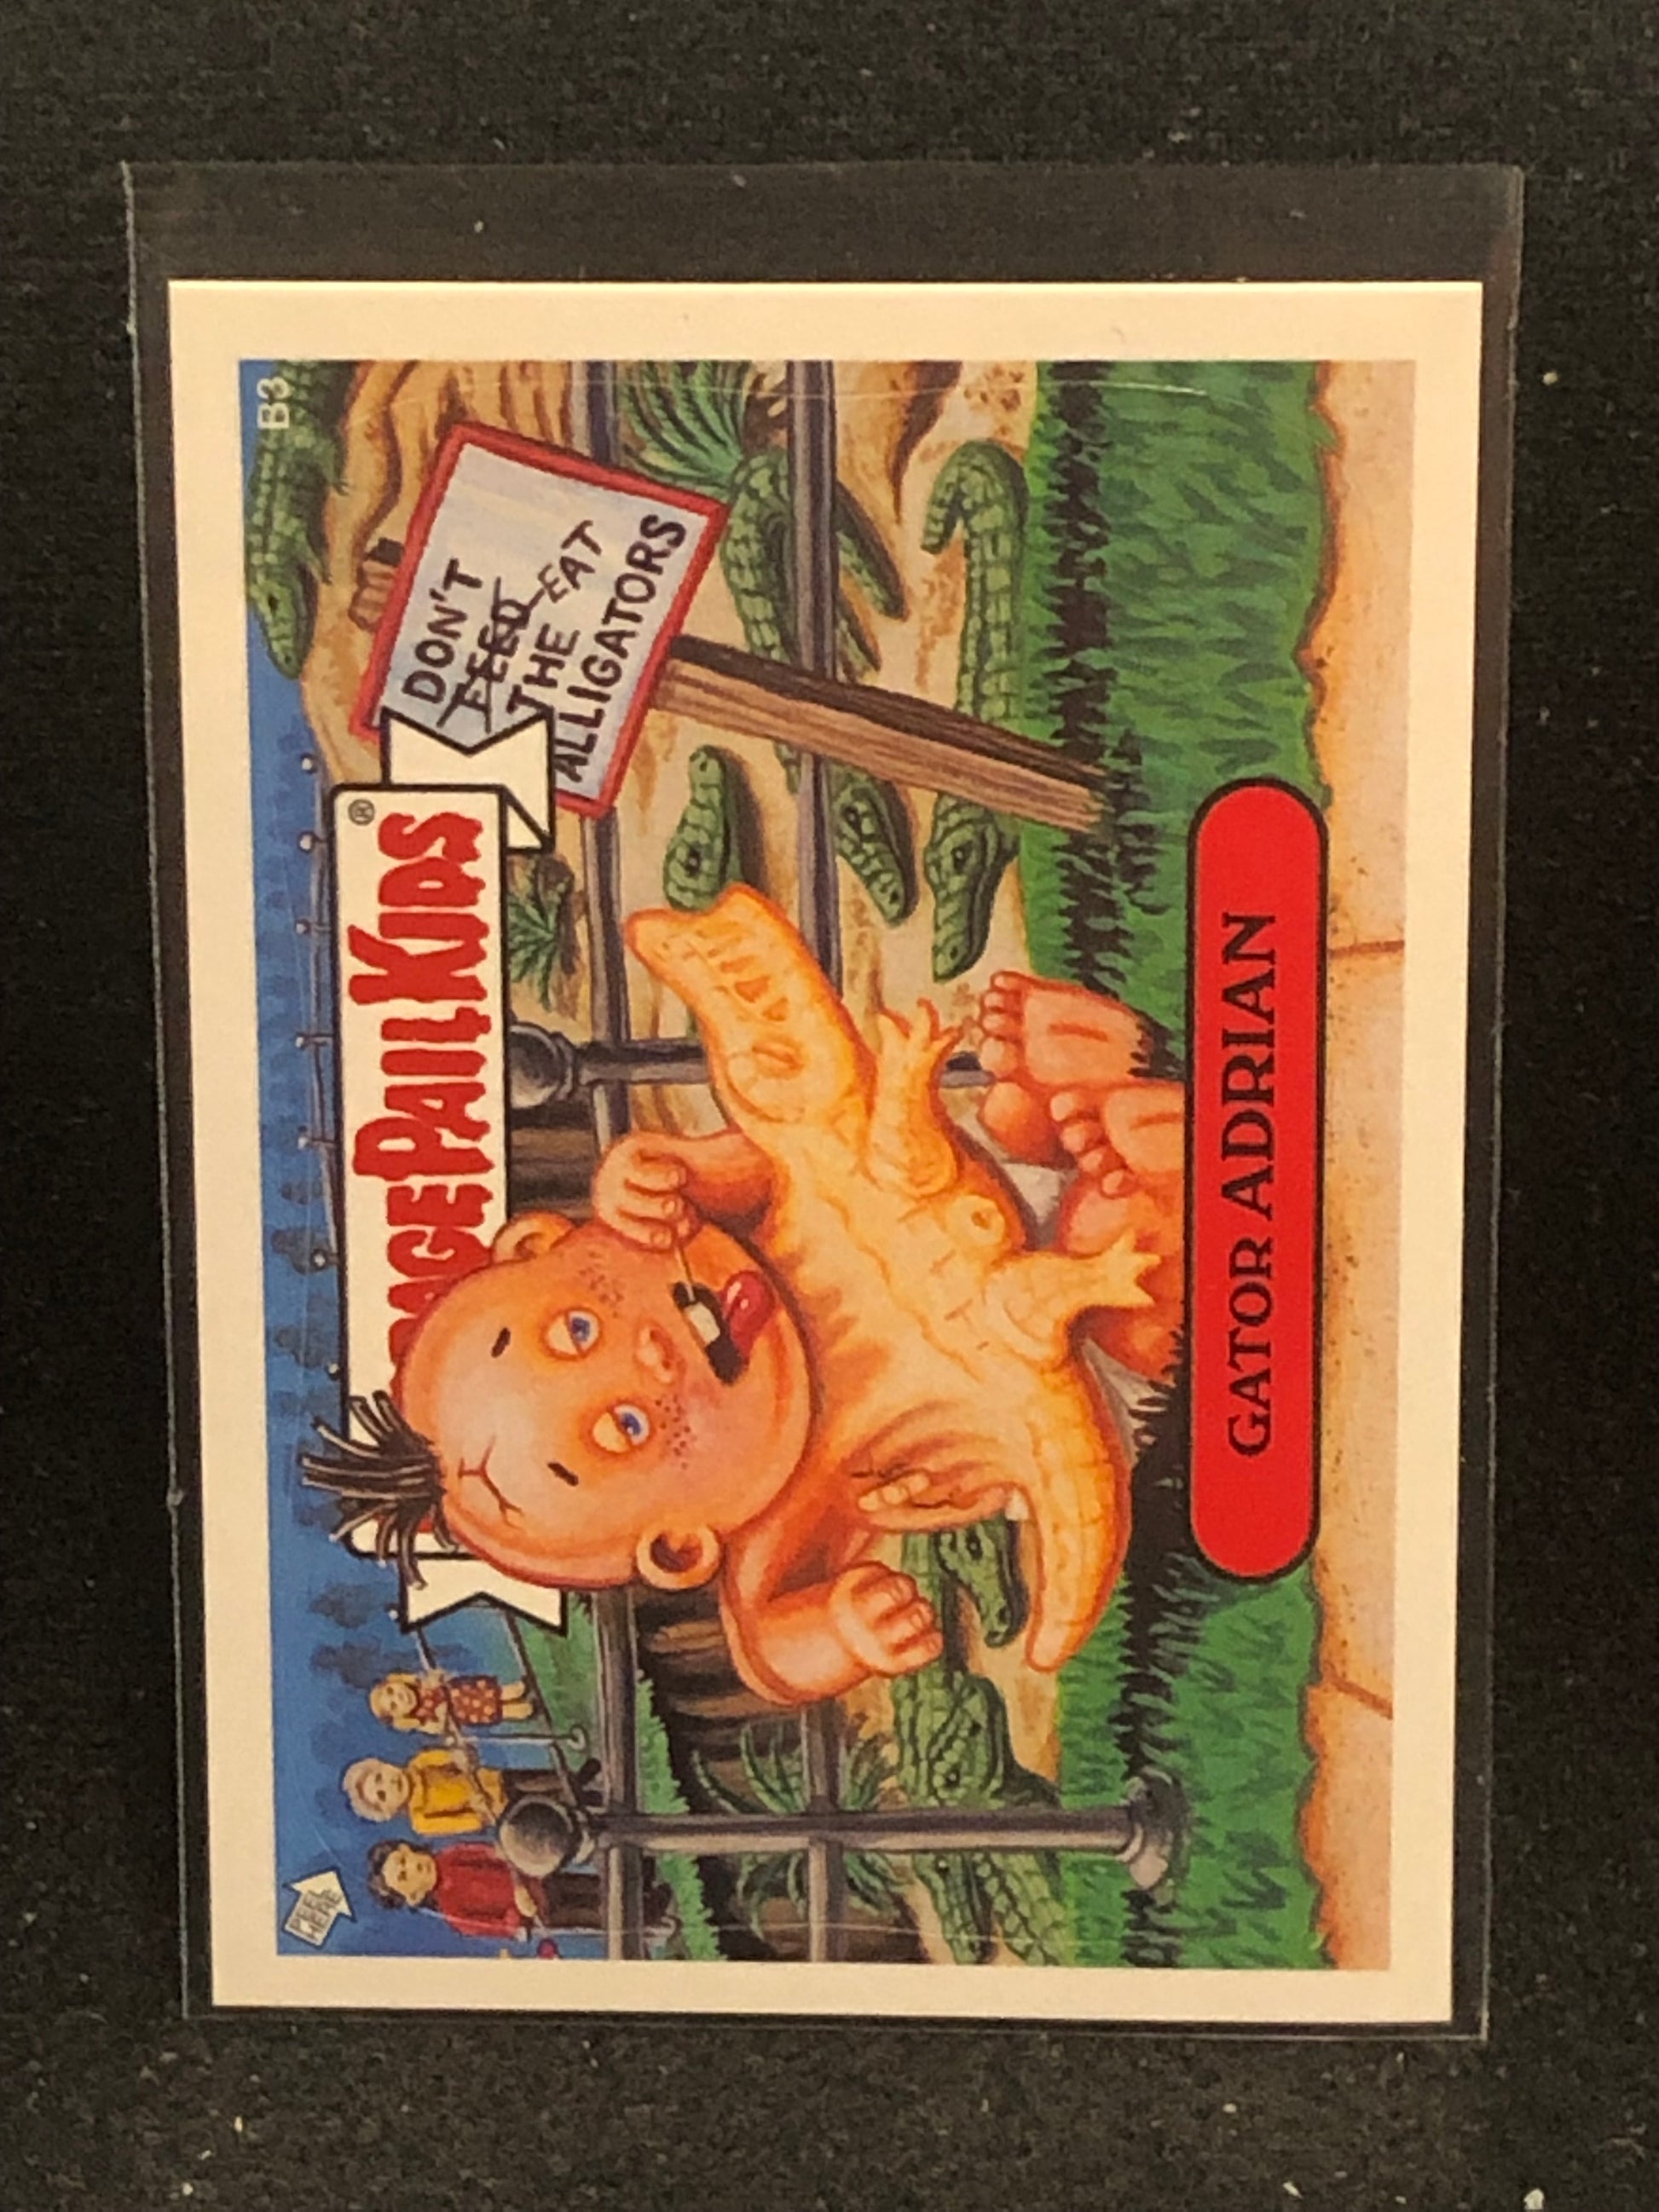 B3
DON'T
FEED EAT
THE
ALLIGATORS
GARBAGE PAIL KIDS®
PEEL
HERE
GATOR ADRIAN